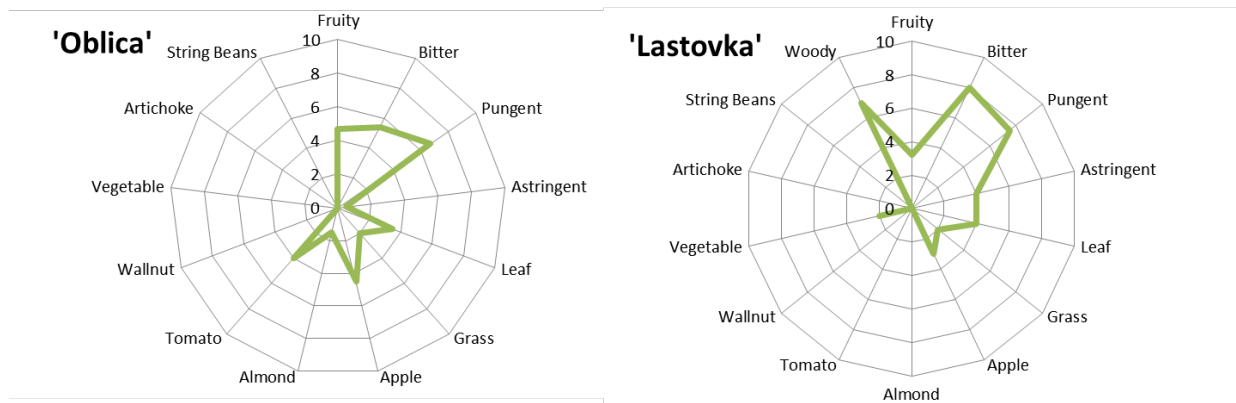 'Oblica'
Fruity
10
8
6
4
2
0
Bitter
Pungent
Astringent
Leaf
Grass
Apple
Almond
Tomato
Wallnut
Vegetable
Artichoke
String Beans
'Lastovka'
Fruity
10
8
6
4
2
0
Bitter
Pungent
Astringent
Leaf
Grass
Apple
Almond
Tomato
Wallnut
Vegetable
Artichoke
String Beans
Woody